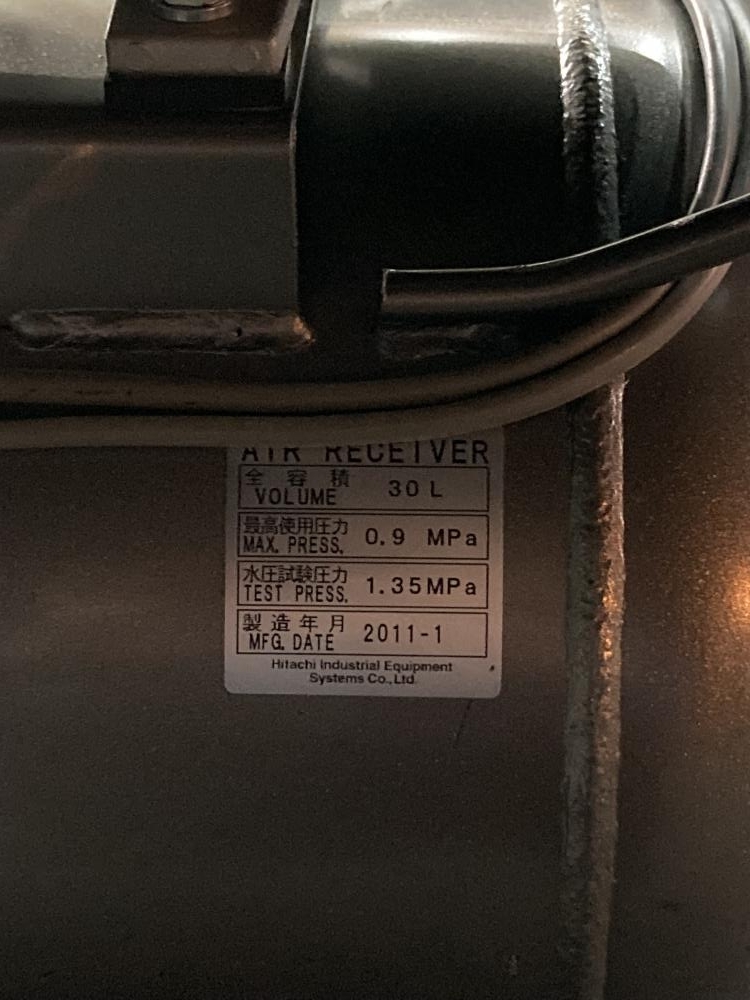 AIR RECEIVER
全容積
VOLUME 30L
最高使用圧力
MAX. PRESS. 0.9 MPa
水圧試験圧力
TEST PRESS. 1.35MPa
製造年月
MFG. DATE 2011-1
Hitachi Industrial Equipment
Systems Co., Ltd.